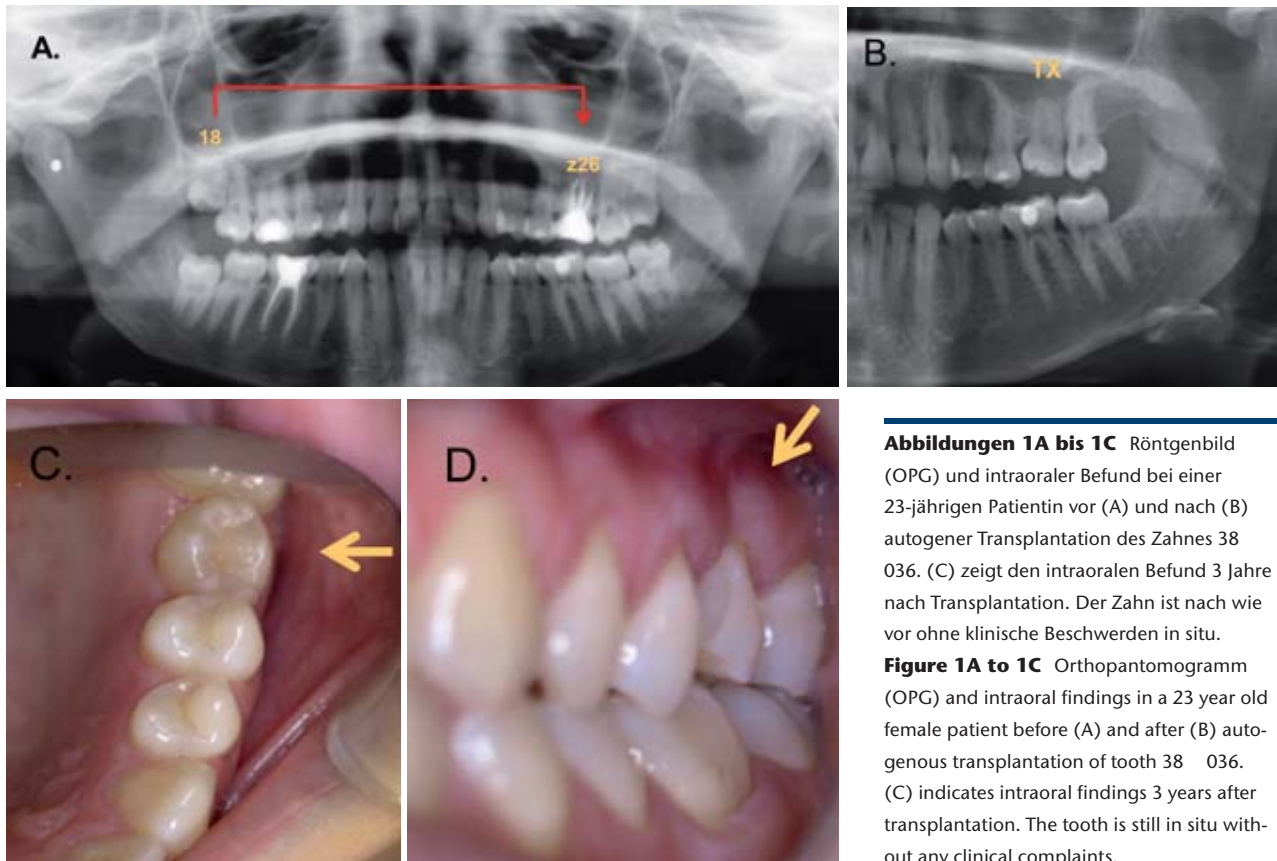 A.
18
z26
B.
TX
C.
D.
Abbildungen 1A bis 1C Röntgenbild
(OPG) und intraoraler Befund bei einer
23-jährigen Patientin vor (A) und nach (B)
autogener Transplantation des Zahnes 38
036. (C) zeigt den intraoralen Befund 3 Jahre
nach Transplantation. Der Zahn ist nach wie
vor ohne klinische Beschwerden in situ.
Figure 1A to 1C Orthopantomogramm
(OPG) and intraoral findings in a 23 year old
female patient before (A) and after (B) auto-
genous transplantation of tooth 38 036.
(C) indicates intraoral findings 3 years after
transplantation. The tooth is still in situ with-
out any clinical complaints.